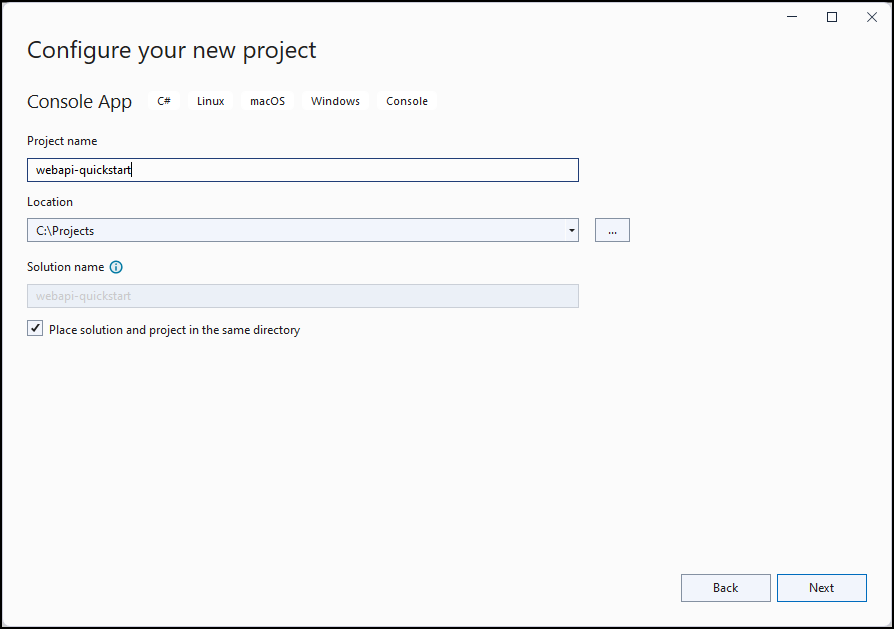 Configure your new project
Console App C# Linux macOS Windows Console
Project name
webapi-quickstart
Location
C:\Projects ...
Solution name
webapi-quickstart
Place solution and project in the same directory
Back Next